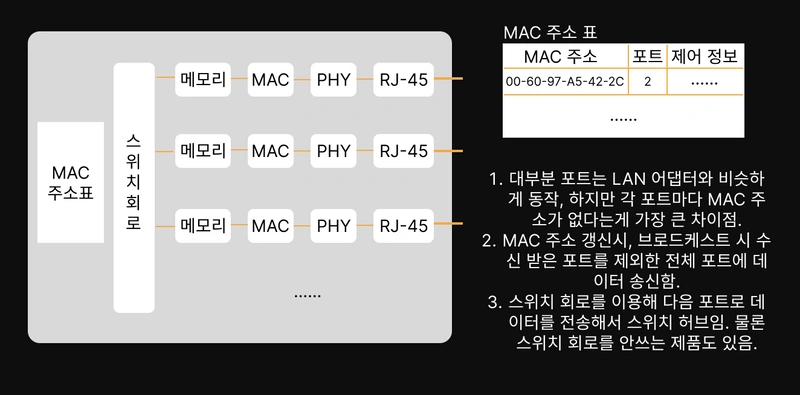 MAC
주소표
스
위
치
회
로
메모리 MAC PHY RJ-45
메모리 MAC PHY RJ-45
메모리 MAC PHY RJ-45
......
MAC 주소 표
MAC 주소 포트 제어 정보
00-60-97-A5-42-2C 2 ......
......
1. 대부분 포트는 LAN 어댑터와 비슷하
게 동작, 하지만 각 포트마다 MAC 주
소가 없다는게 가장 큰 차이점.
2. MAC 주소 갱신시, 브로드케스트 시 수
신 받은 포트를 제외한 전체 포트에 데
이터 송신함.
3. 스위치 회로를 이용해 다음 포트로 데
이터를 전송해서 스위치 허브임. 물론
스위치 회로를 안쓰는 제품도 있음.